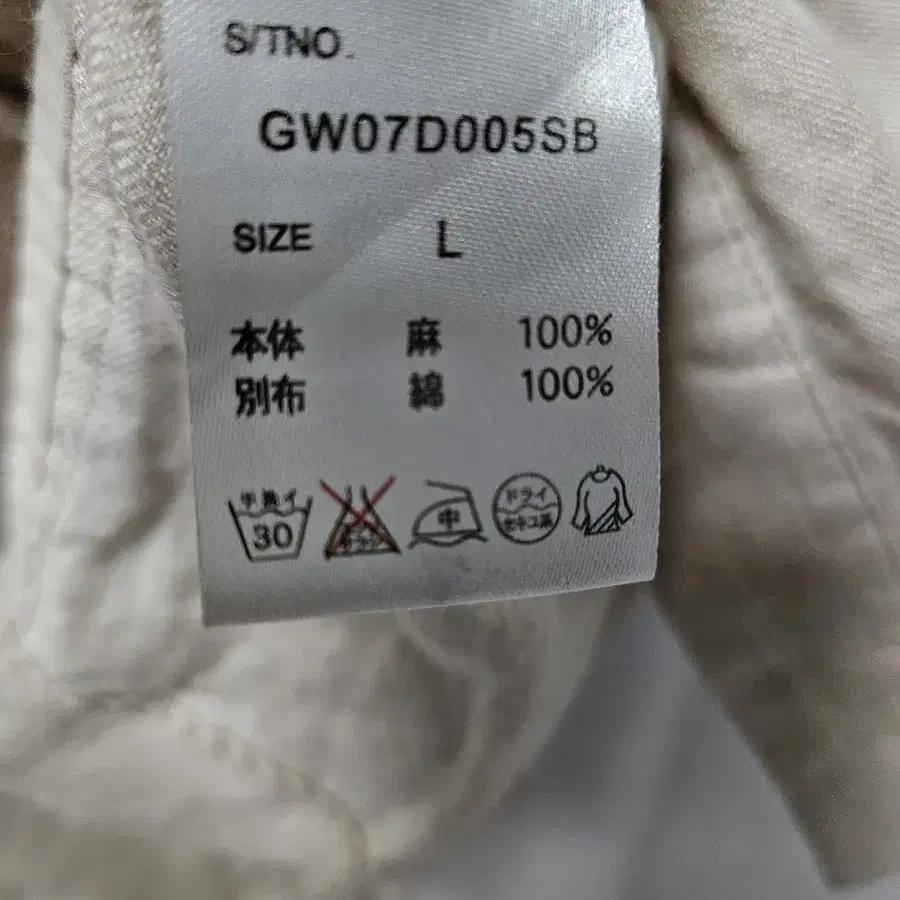 S/TNO.
GW07D005SB
SIZE L
本体 麻 100%
別布 綿 100%
手洗イ
30
中
ドライ
セキユ系